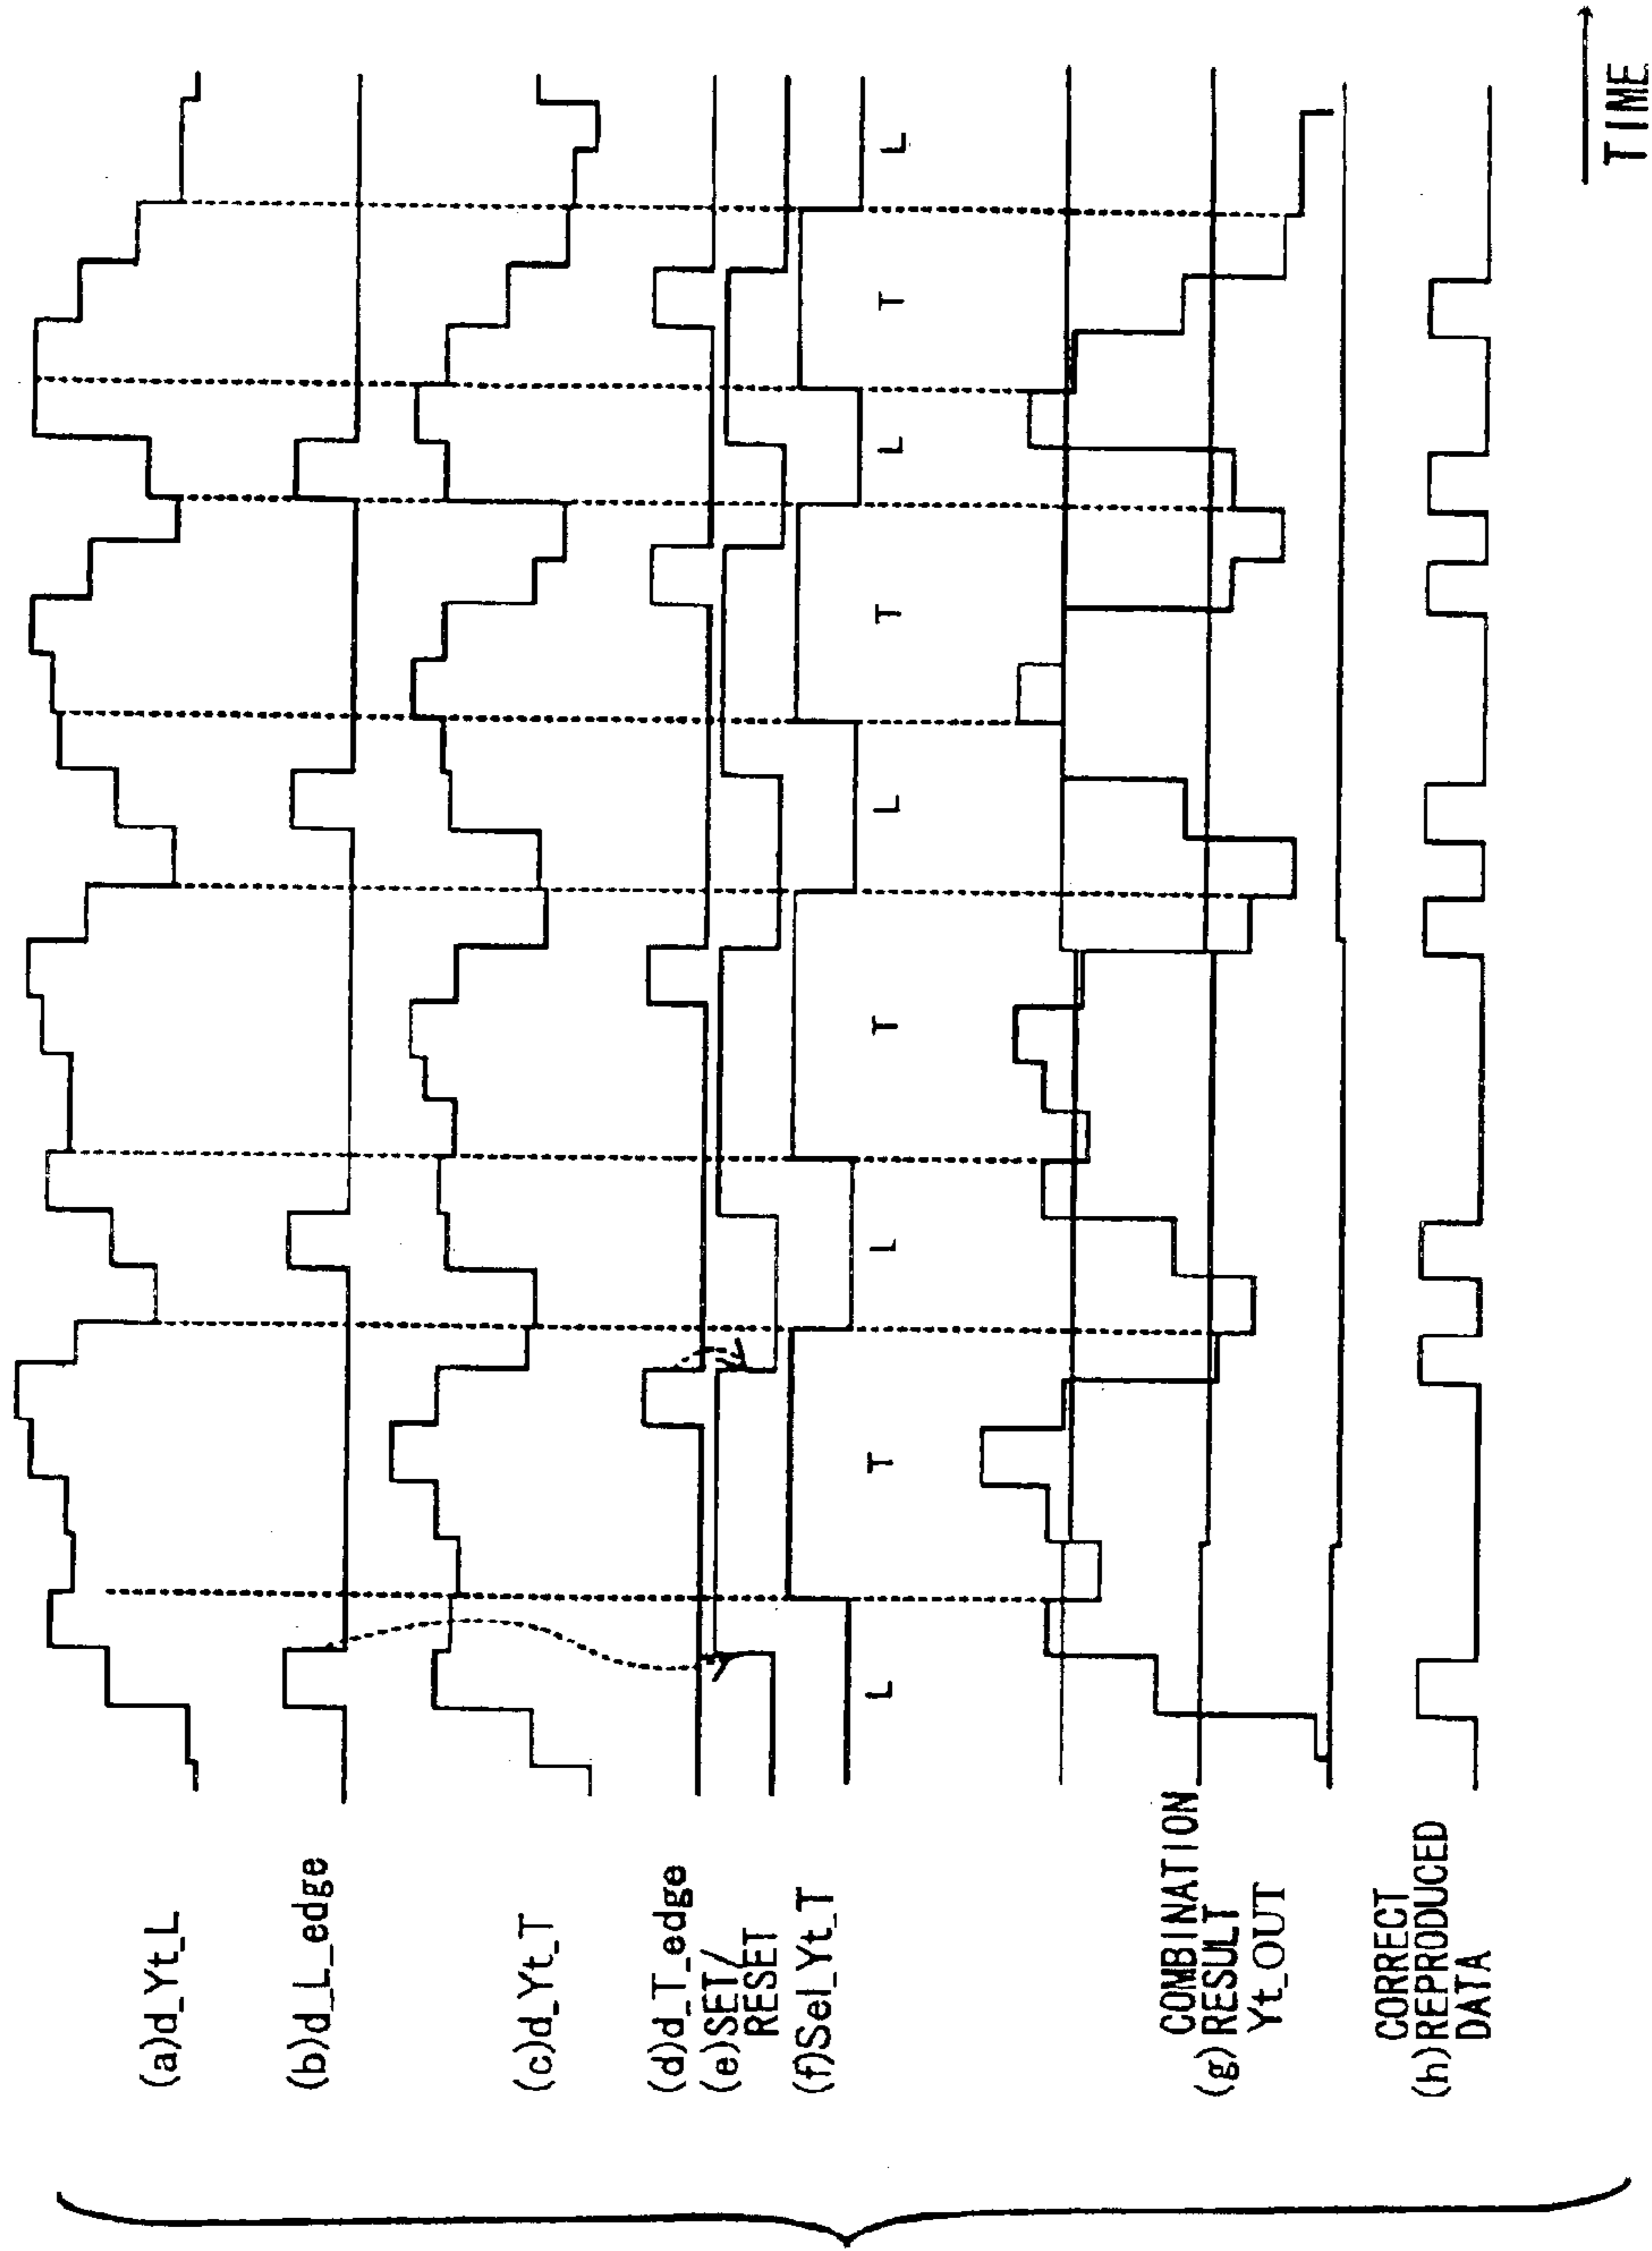 (a)d_Yt_L
(b)d_L_edge
(c)d_Yt_T
(d)d_T_edge
(e)SET/
RESET
(f)Sel_Yt_T
L T L T L T L T L
COMBINATION
(g)RESULT
Yt_OUT
CORRECT
(h)REPRODUCED
DATA
TIME